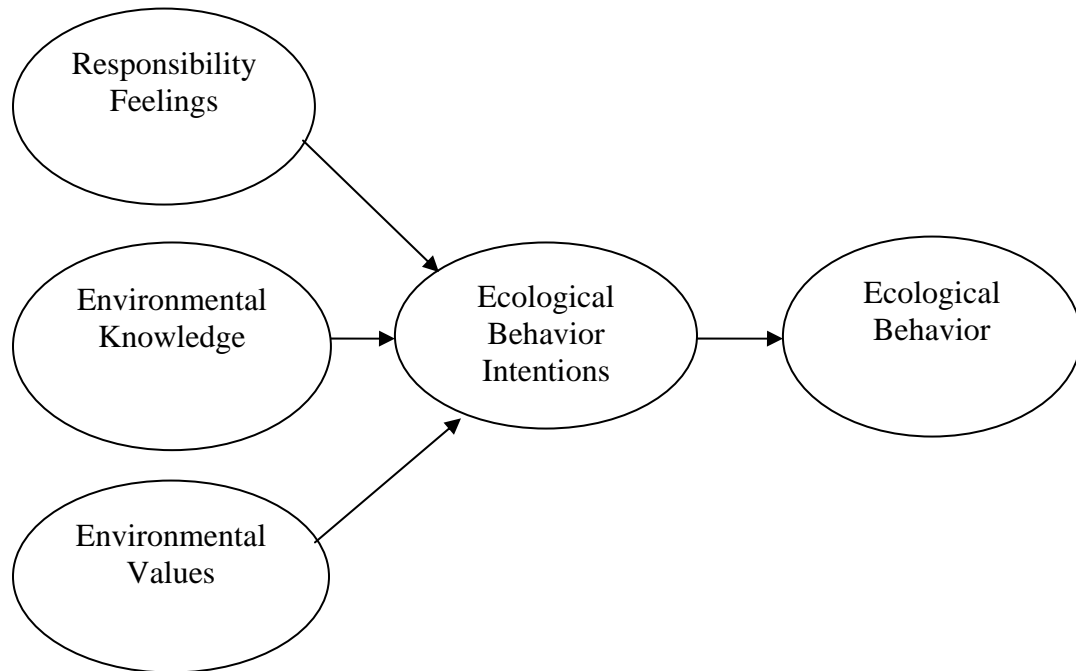 Responsibility
Feelings
Environmental
Knowledge
Ecological
Behavior
Intentions
Ecological
Behavior
Environmental
Values